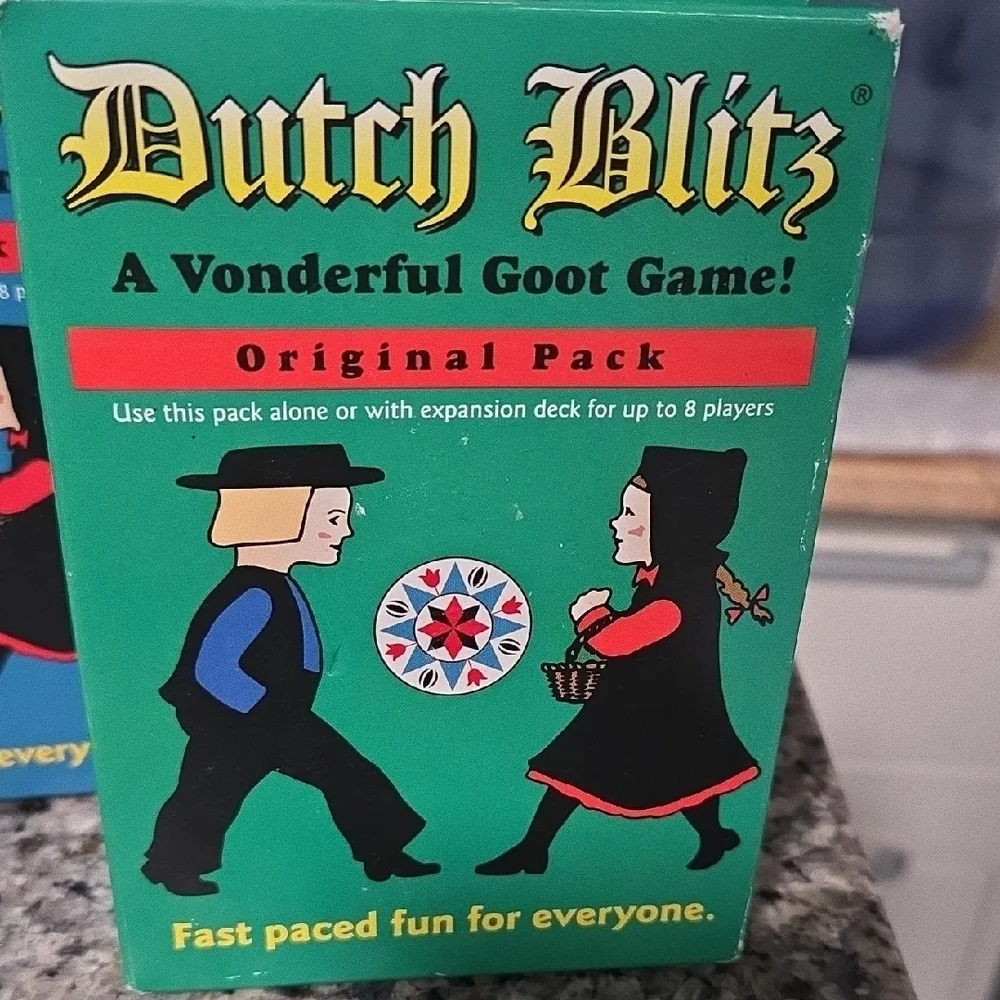 Dutch Blitz®
A Vonderful Goot Game!
Original Pack
Use this pack alone or with expansion deck for up to 8 players
Fast paced fun for everyone.
every